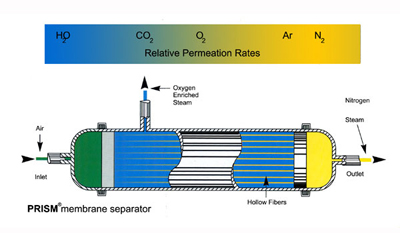 H₂O CO₂ O₂ Ar N₂
Relative Permeation Rates
Oxygen
Enriched
Steam
Nitrogen
Steam
Air
Inlet
Outlet
Hollow Fibers
PRISM® membrane separator